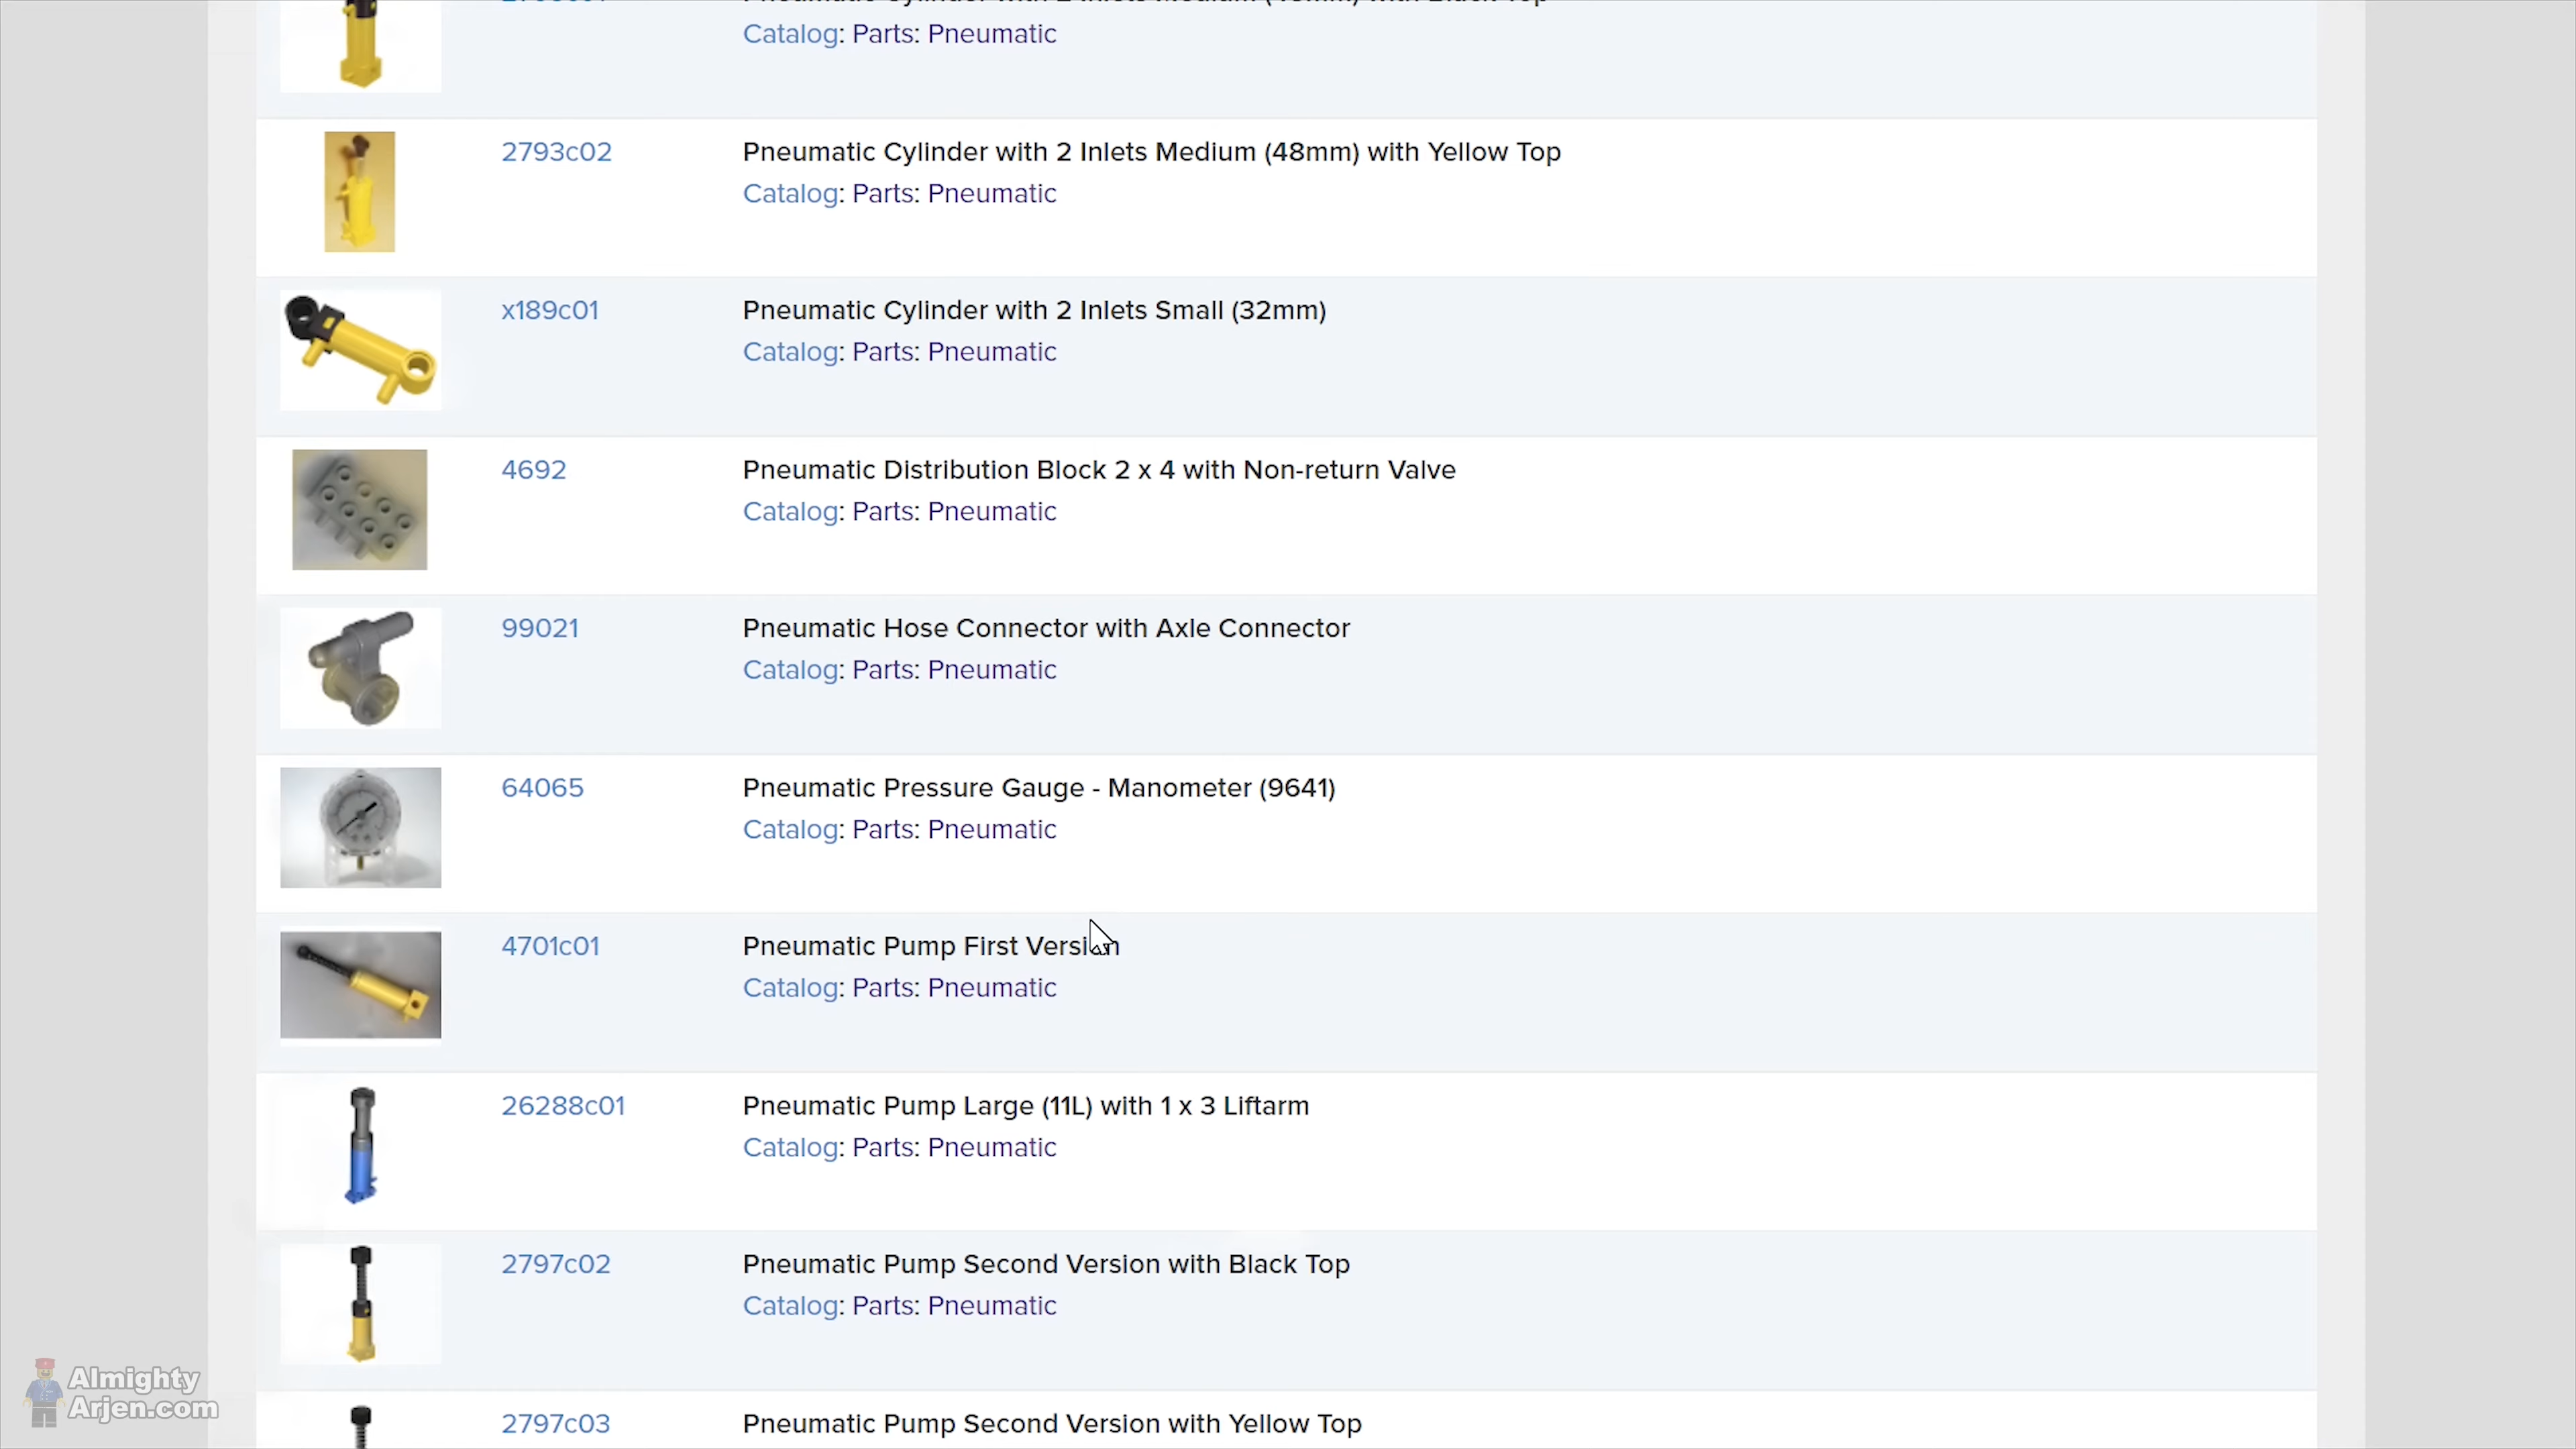 Catalog: Parts: Pneumatic
2793c02
Pneumatic Cylinder with 2 Inlets Medium (48mm) with Yellow Top
Catalog: Parts: Pneumatic
x189c01
Pneumatic Cylinder with 2 Inlets Small (32mm)
Catalog: Parts: Pneumatic
4692
Pneumatic Distribution Block 2 x 4 with Non-return Valve
Catalog: Parts: Pneumatic
99021
Pneumatic Hose Connector with Axle Connector
Catalog: Parts: Pneumatic
64065
Pneumatic Pressure Gauge - Manometer (9641)
Catalog: Parts: Pneumatic
4701c01
Pneumatic Pump First Version
Catalog: Parts: Pneumatic
26288c01
Pneumatic Pump Large (11L) with 1 x 3 Liftarm
Catalog: Parts: Pneumatic
2797c02
Pneumatic Pump Second Version with Black Top
Catalog: Parts: Pneumatic
2797c03
Pneumatic Pump Second Version with Yellow Top
Almighty
Arjen.com